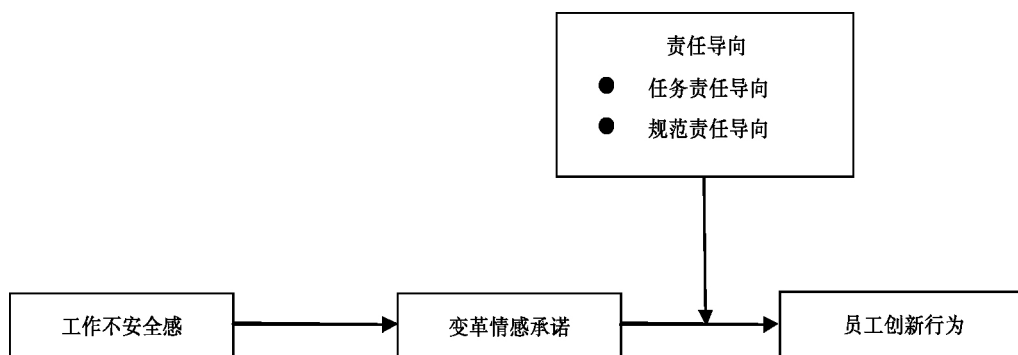 责任导向
任务责任导向
规范责任导向
工作不安全感
变革情感承诺
员工创新行为